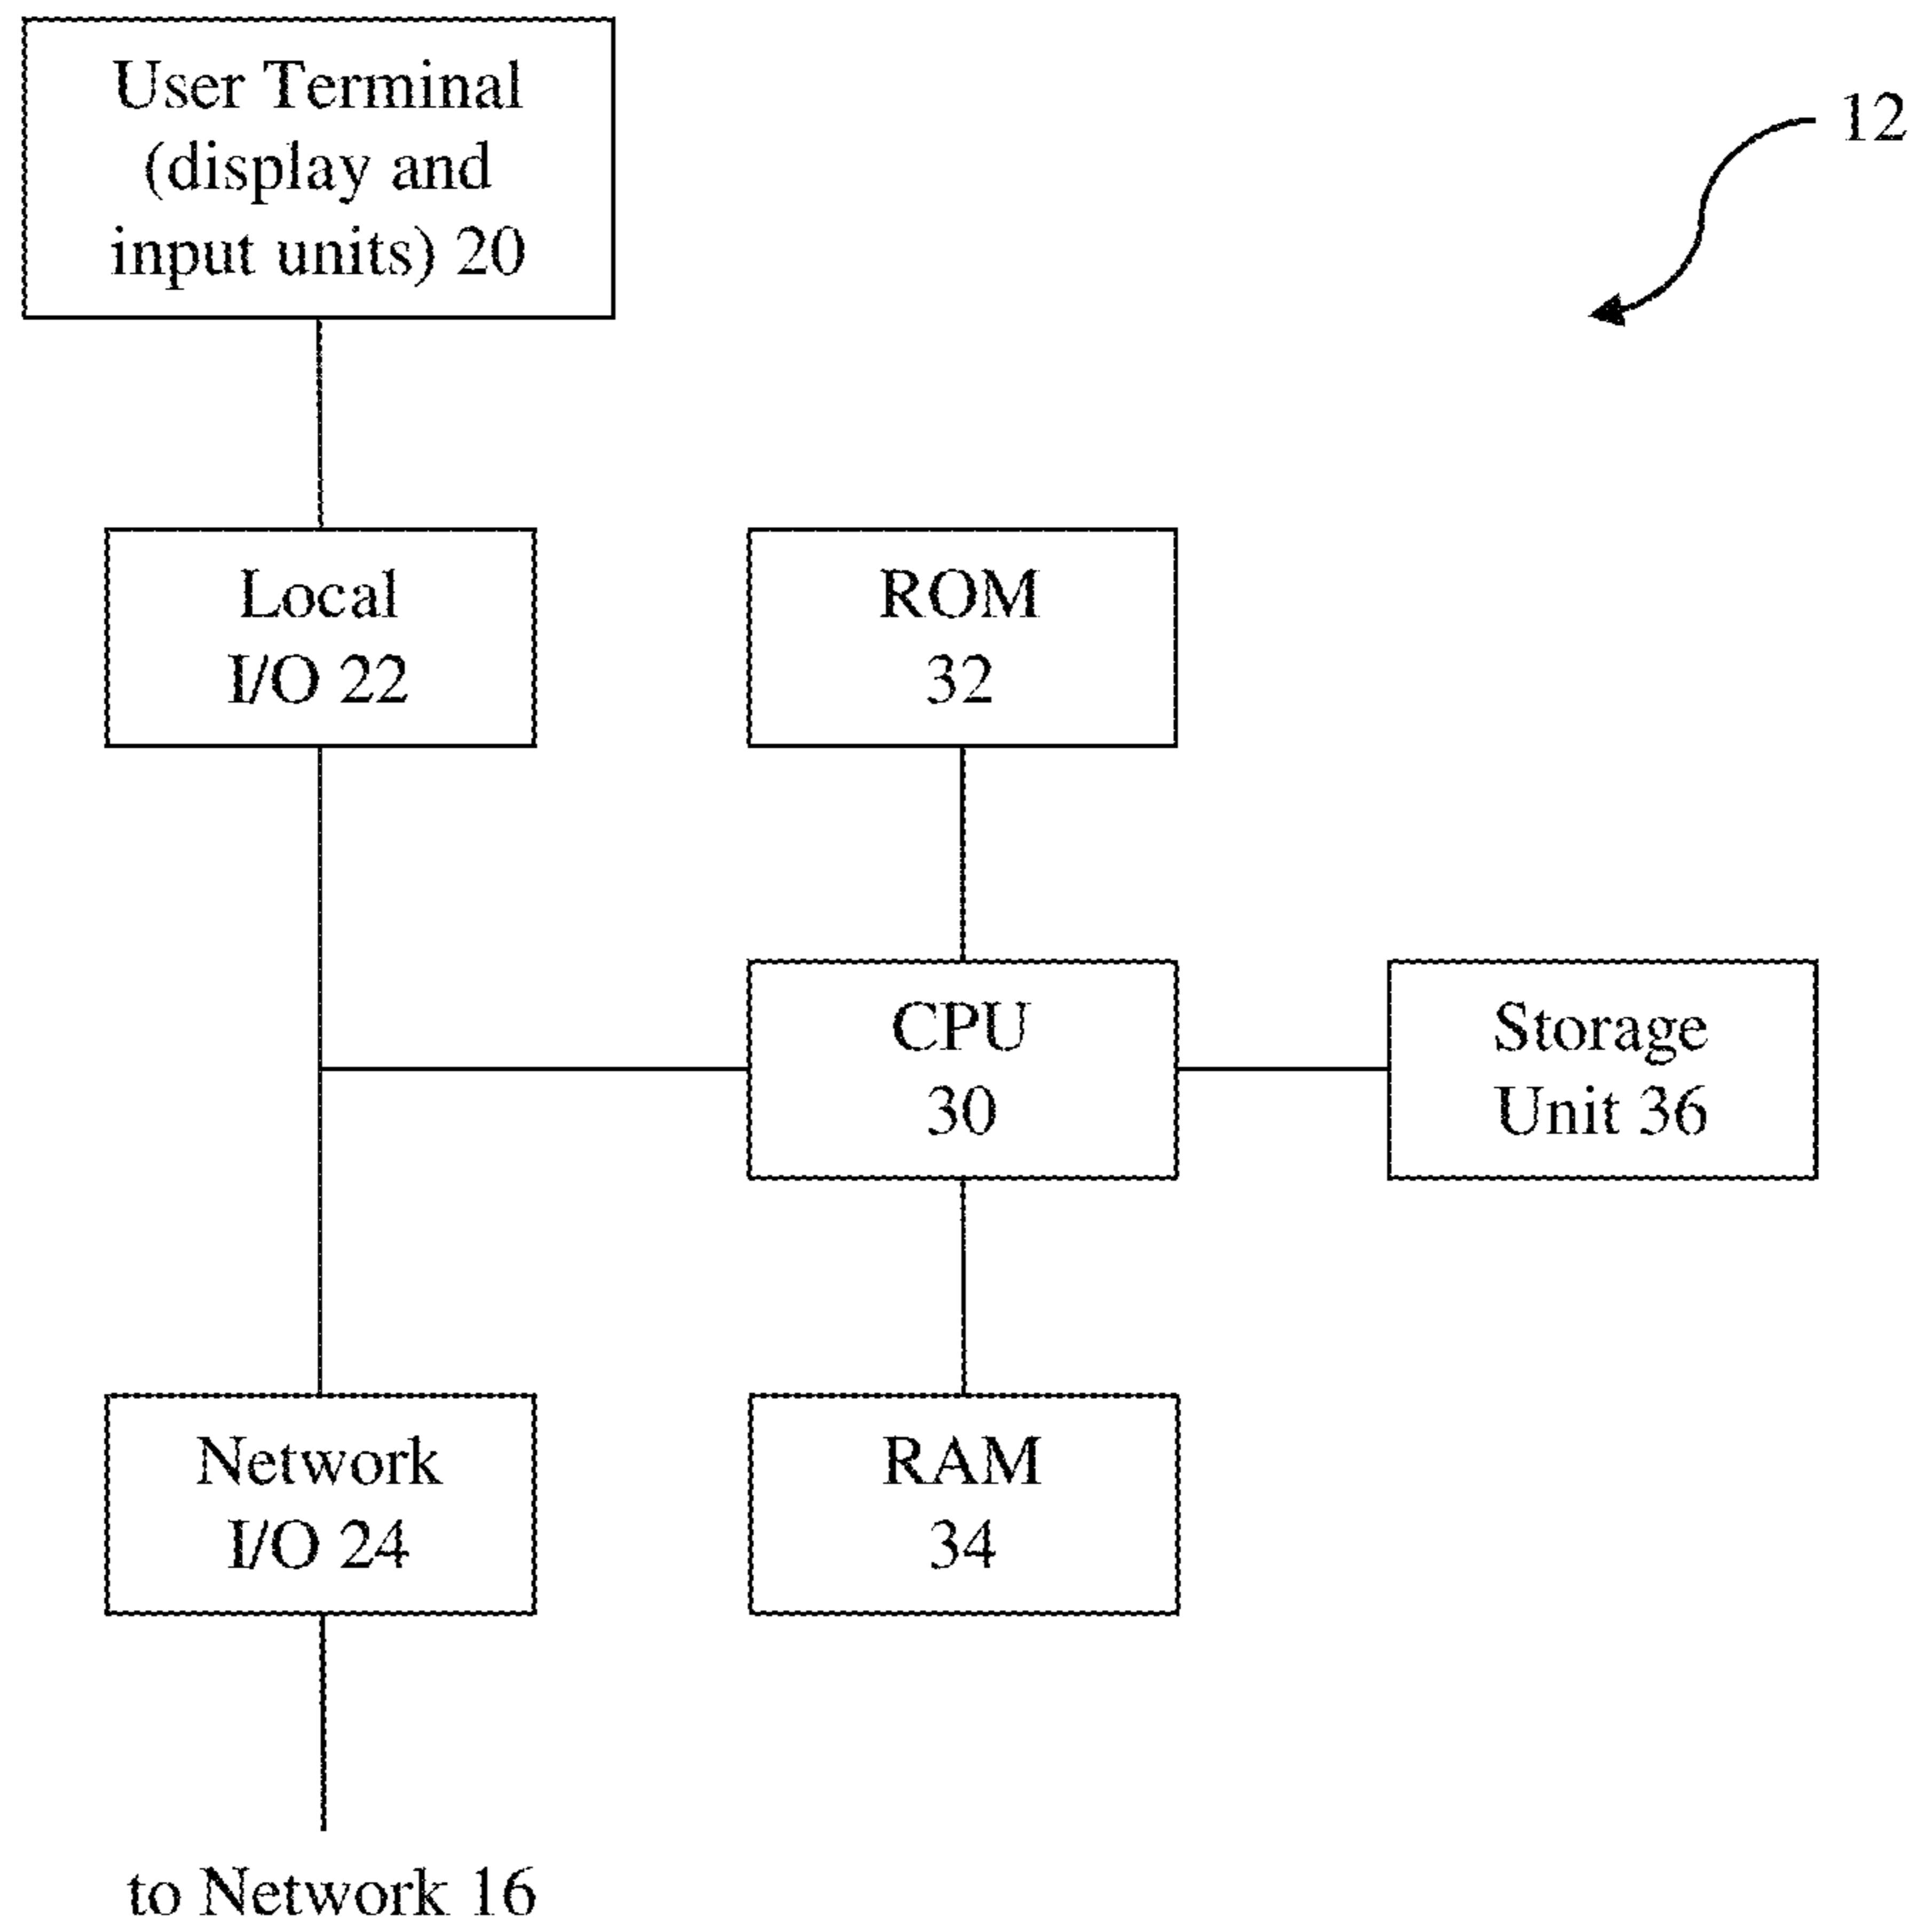 User Terminal
(display and
input units) 20
12
Local
I/O 22
ROM
32
CPU
30
Storage
Unit 36
Network
I/O 24
RAM
34
to Network 16